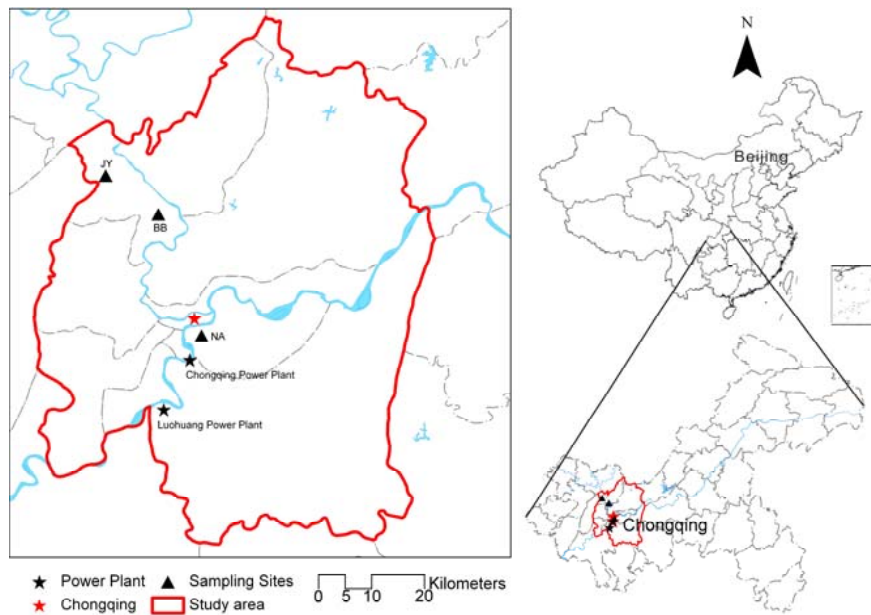 N
Beijing
JY
BB
NA
Chongqing Power Plant
Luohuang Power Plant
Chongqing
Power Plant
Sampling Sites
Chongqing
Study area
0 5 10 20 Kilometers